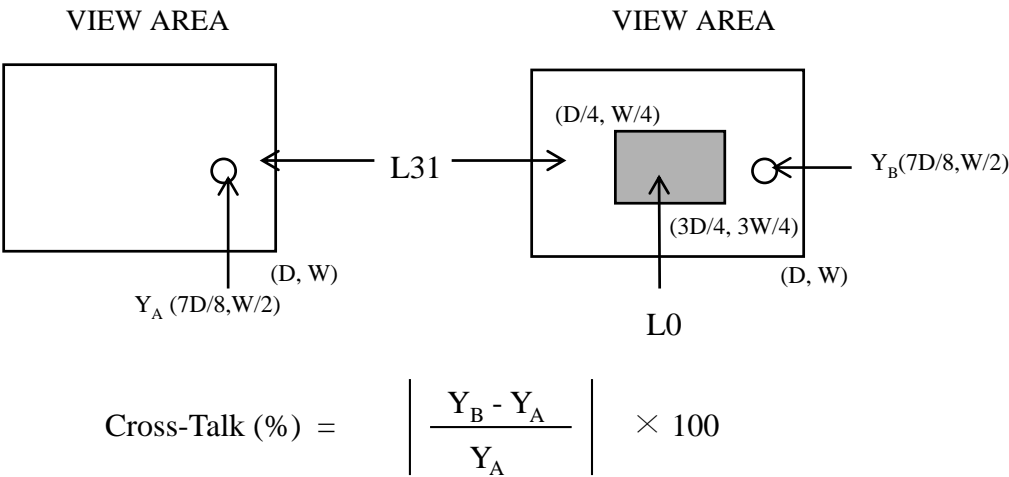 VIEW AREA
VIEW AREA
(D/4, W/4)
L31
Y_B(7D/8,W/2)
(3D/4, 3W/4)
(D, W)
(D, W)
Y_A (7D/8,W/2)
L0
Cross-Talk (%) = | (Y_B - Y_A) / Y_A | × 100